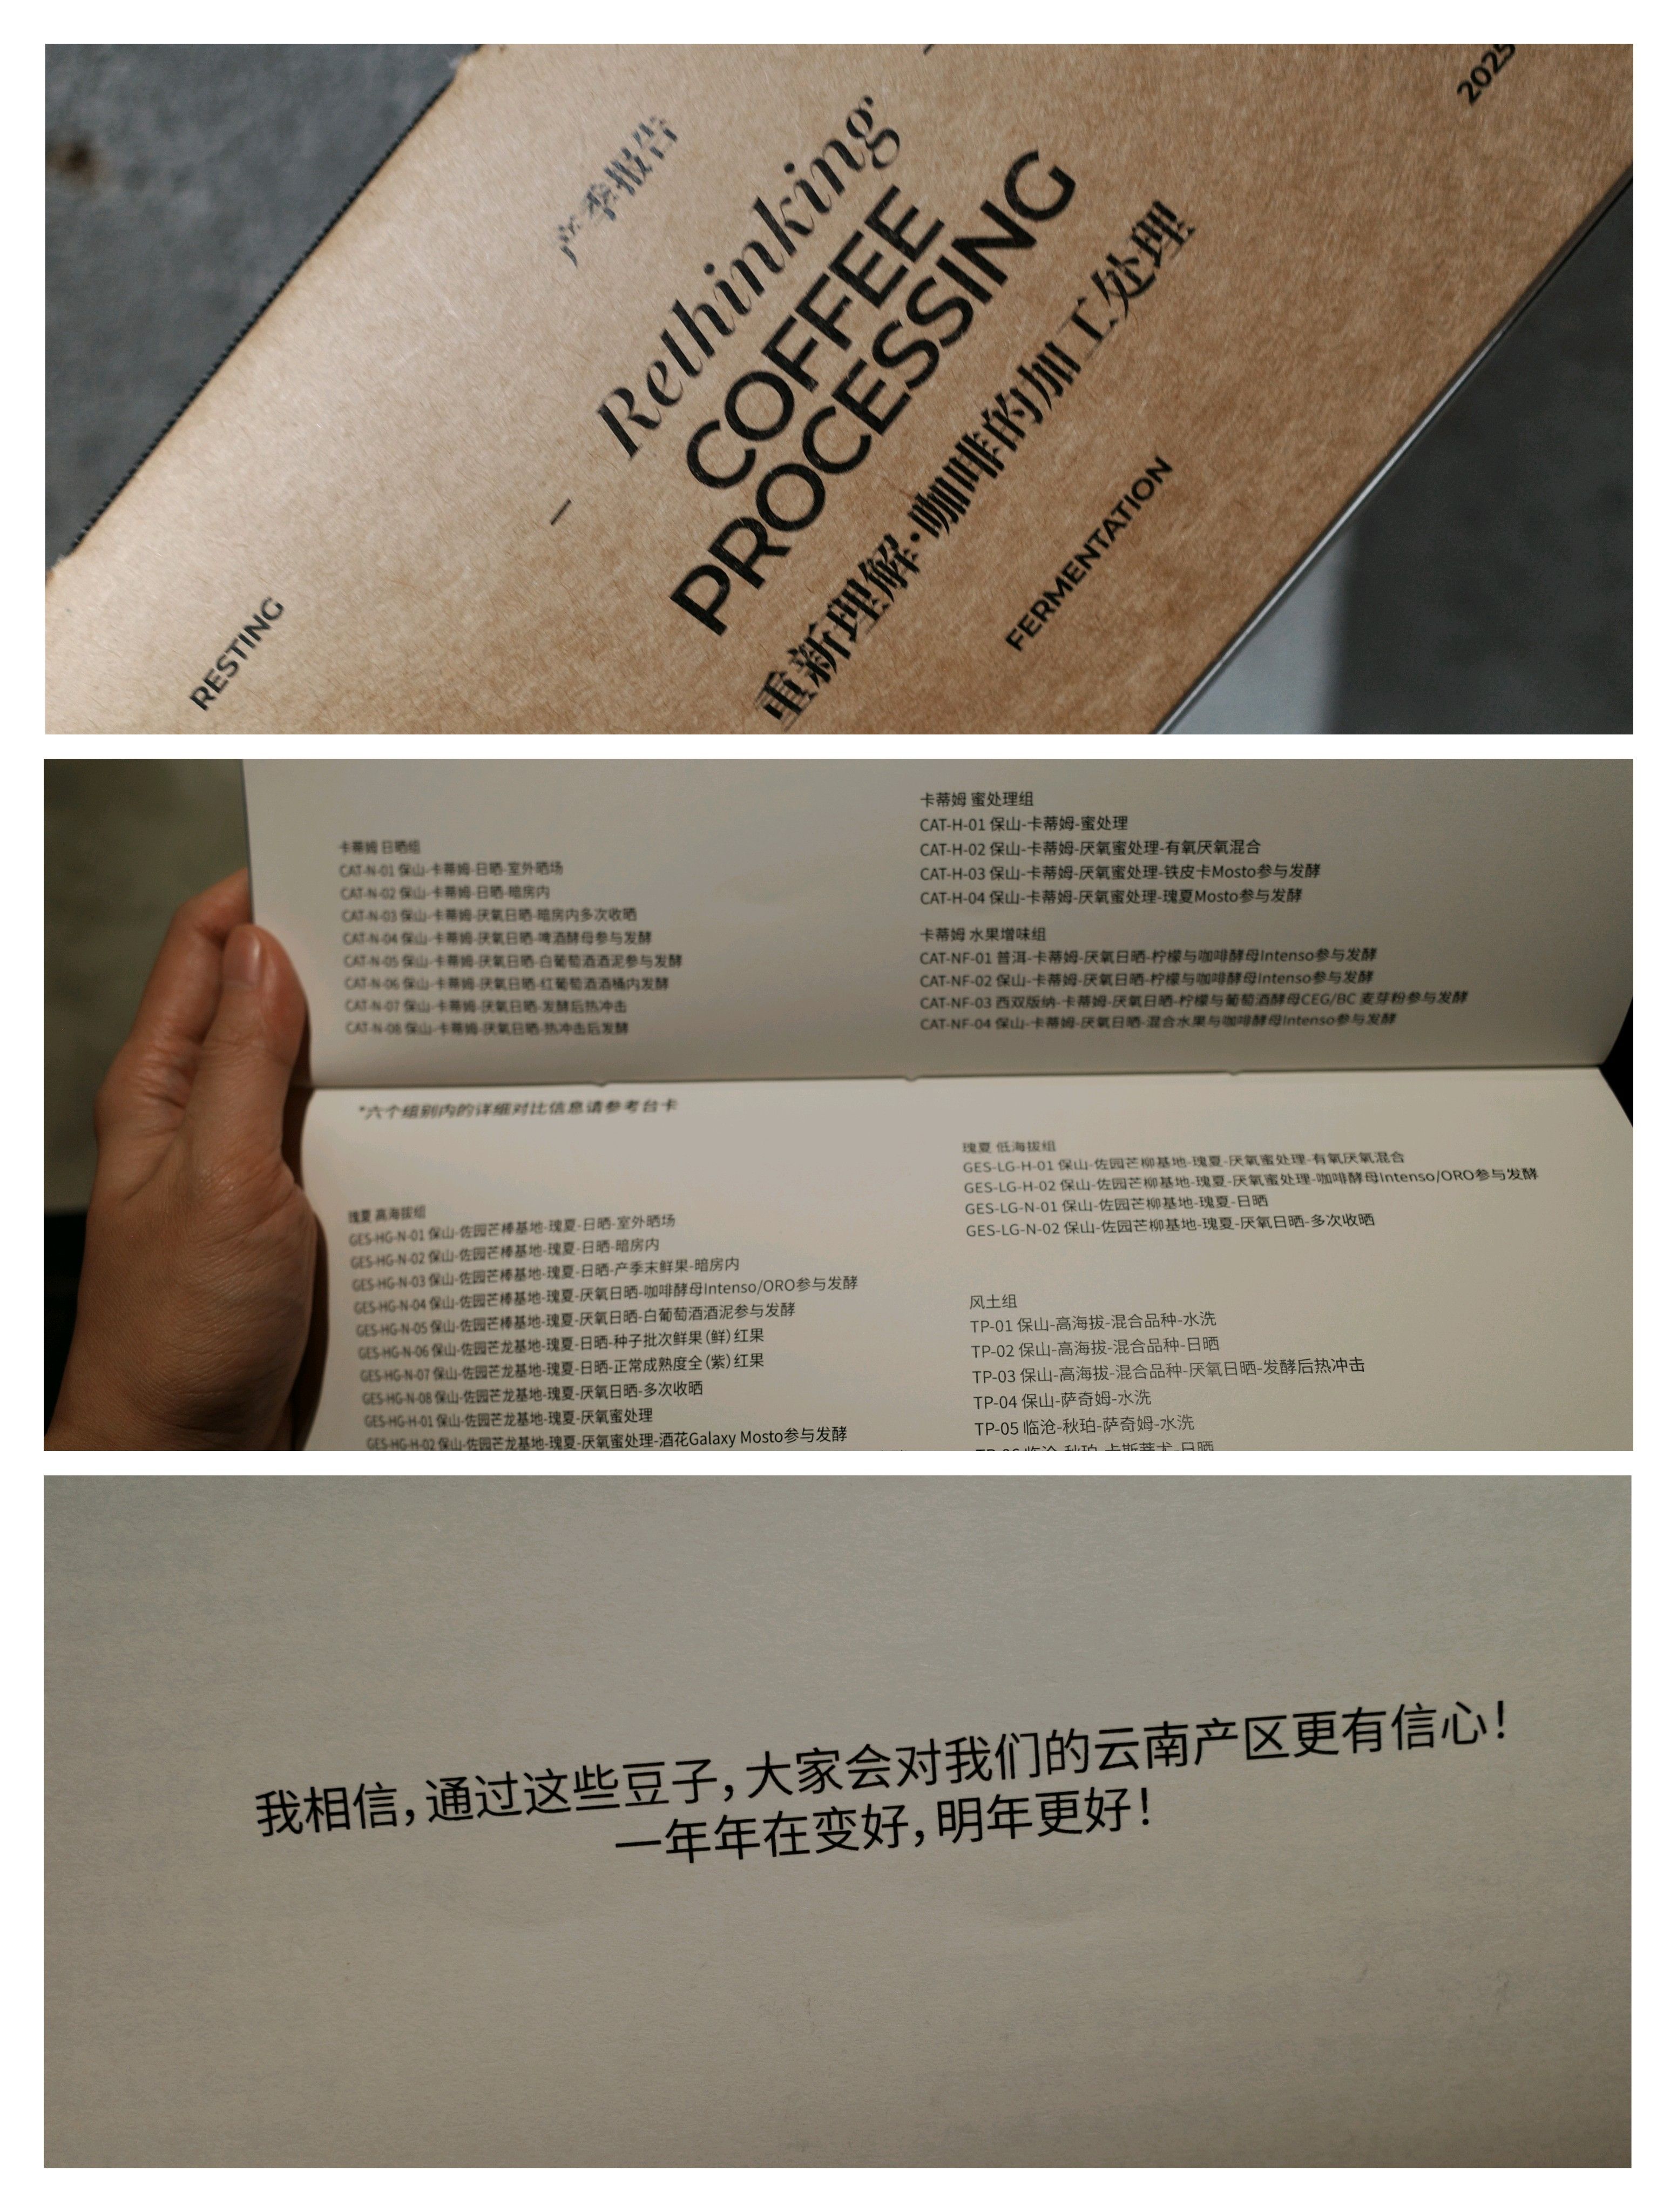 产季报告
2025
Rethinking
COFFEE
PROCESSING
重新理解·咖啡的加工处理
RESTING
FERMENTATION
卡蒂姆 日晒组
CAT-N-01 保山-卡蒂姆-日晒-室外晒场
CAT-N-02 保山-卡蒂姆-日晒-暗房内
CAT-N-03 保山-卡蒂姆-厌氧日晒-暗房内多次收晒
CAT-N-04 保山-卡蒂姆-厌氧日晒-啤酒酵母参与发酵
CAT-N-05 保山-卡蒂姆-厌氧日晒-白葡萄酒酒泥参与发酵
CAT-N-06 保山-卡蒂姆-厌氧日晒-红葡萄酒酒桶内发酵
CAT-N-07 保山-卡蒂姆-厌氧日晒-发酵后热冲击
CAT-N-08 保山-卡蒂姆-厌氧日晒-热冲击后发酵
卡蒂姆 蜜处理组
CAT-H-01 保山-卡蒂姆-蜜处理
CAT-H-02 保山-卡蒂姆-厌氧蜜处理-有氧厌氧混合
CAT-H-03 保山-卡蒂姆-厌氧蜜处理-铁皮卡Mosto参与发酵
CAT-H-04 保山-卡蒂姆-厌氧蜜处理-瑰夏Mosto参与发酵
卡蒂姆 水果增味组
CAT-NF-01 普洱-卡蒂姆-厌氧日晒-柠檬与咖啡酵母Intenso参与发酵
CAT-NF-02 保山-卡蒂姆-厌氧日晒-柠檬与咖啡酵母Intenso参与发酵
CAT-NF-03 西双版纳-卡蒂姆-厌氧日晒-柠檬与葡萄酒酵母CEG/BC 麦芽粉参与发酵
CAT-NF-04 保山-卡蒂姆-厌氧日晒-混合水果与咖啡酵母Intenso参与发酵
*六个组别内的详细对比信息请参考台卡
瑰夏 高海拔组
GES-HG-N-01 保山-佐园芒棒基地-瑰夏-日晒-室外晒场
GES-HG-N-02 保山-佐园芒棒基地-瑰夏-日晒-暗房内
GES-HG-N-03 保山-佐园芒棒基地-瑰夏-日晒-产季末鲜果-暗房内
GES-HG-N-04 保山-佐园芒棒基地-瑰夏-厌氧日晒-咖啡酵母Intenso/ORO参与发酵
GES-HG-N-05 保山-佐园芒棒基地-瑰夏-厌氧日晒-白葡萄酒酒泥参与发酵
GES-HG-N-06 保山-佐园芒龙基地-瑰夏-日晒-种子批次鲜果(鲜)红果
GES-HG-N-07 保山-佐园芒龙基地-瑰夏-日晒-正常成熟度全(紫)红果
GES-HG-N-08 保山-佐园芒龙基地-瑰夏-厌氧日晒-多次收晒
GES-HG-H-01 保山-佐园芒龙基地-瑰夏-厌氧蜜处理
GES-HG-H-02 保山-佐园芒龙基地-瑰夏-厌氧蜜处理-酒花Galaxy Mosto参与发酵
瑰夏 低海拔组
GES-LG-H-01 保山-佐园芒柳基地-瑰夏-厌氧蜜处理-有氧厌氧混合
GES-LG-H-02 保山-佐园芒柳基地-瑰夏-厌氧蜜处理-咖啡酵母Intenso/ORO参与发酵
GES-LG-N-01 保山-佐园芒柳基地-瑰夏-日晒
GES-LG-N-02 保山-佐园芒柳基地-瑰夏-厌氧日晒-多次收晒
风土组
TP-01 保山-高海拔-混合品种-水洗
TP-02 保山-高海拔-混合品种-日晒
TP-03 保山-高海拔-混合品种-厌氧日晒-发酵后热冲击
TP-04 保山-萨奇姆-水洗
TP-05 临沧-秋珀-萨奇姆-水洗
我相信，通过这些豆子，大家会对我们的云南产区更有信心！
一年年在变好，明年更好！